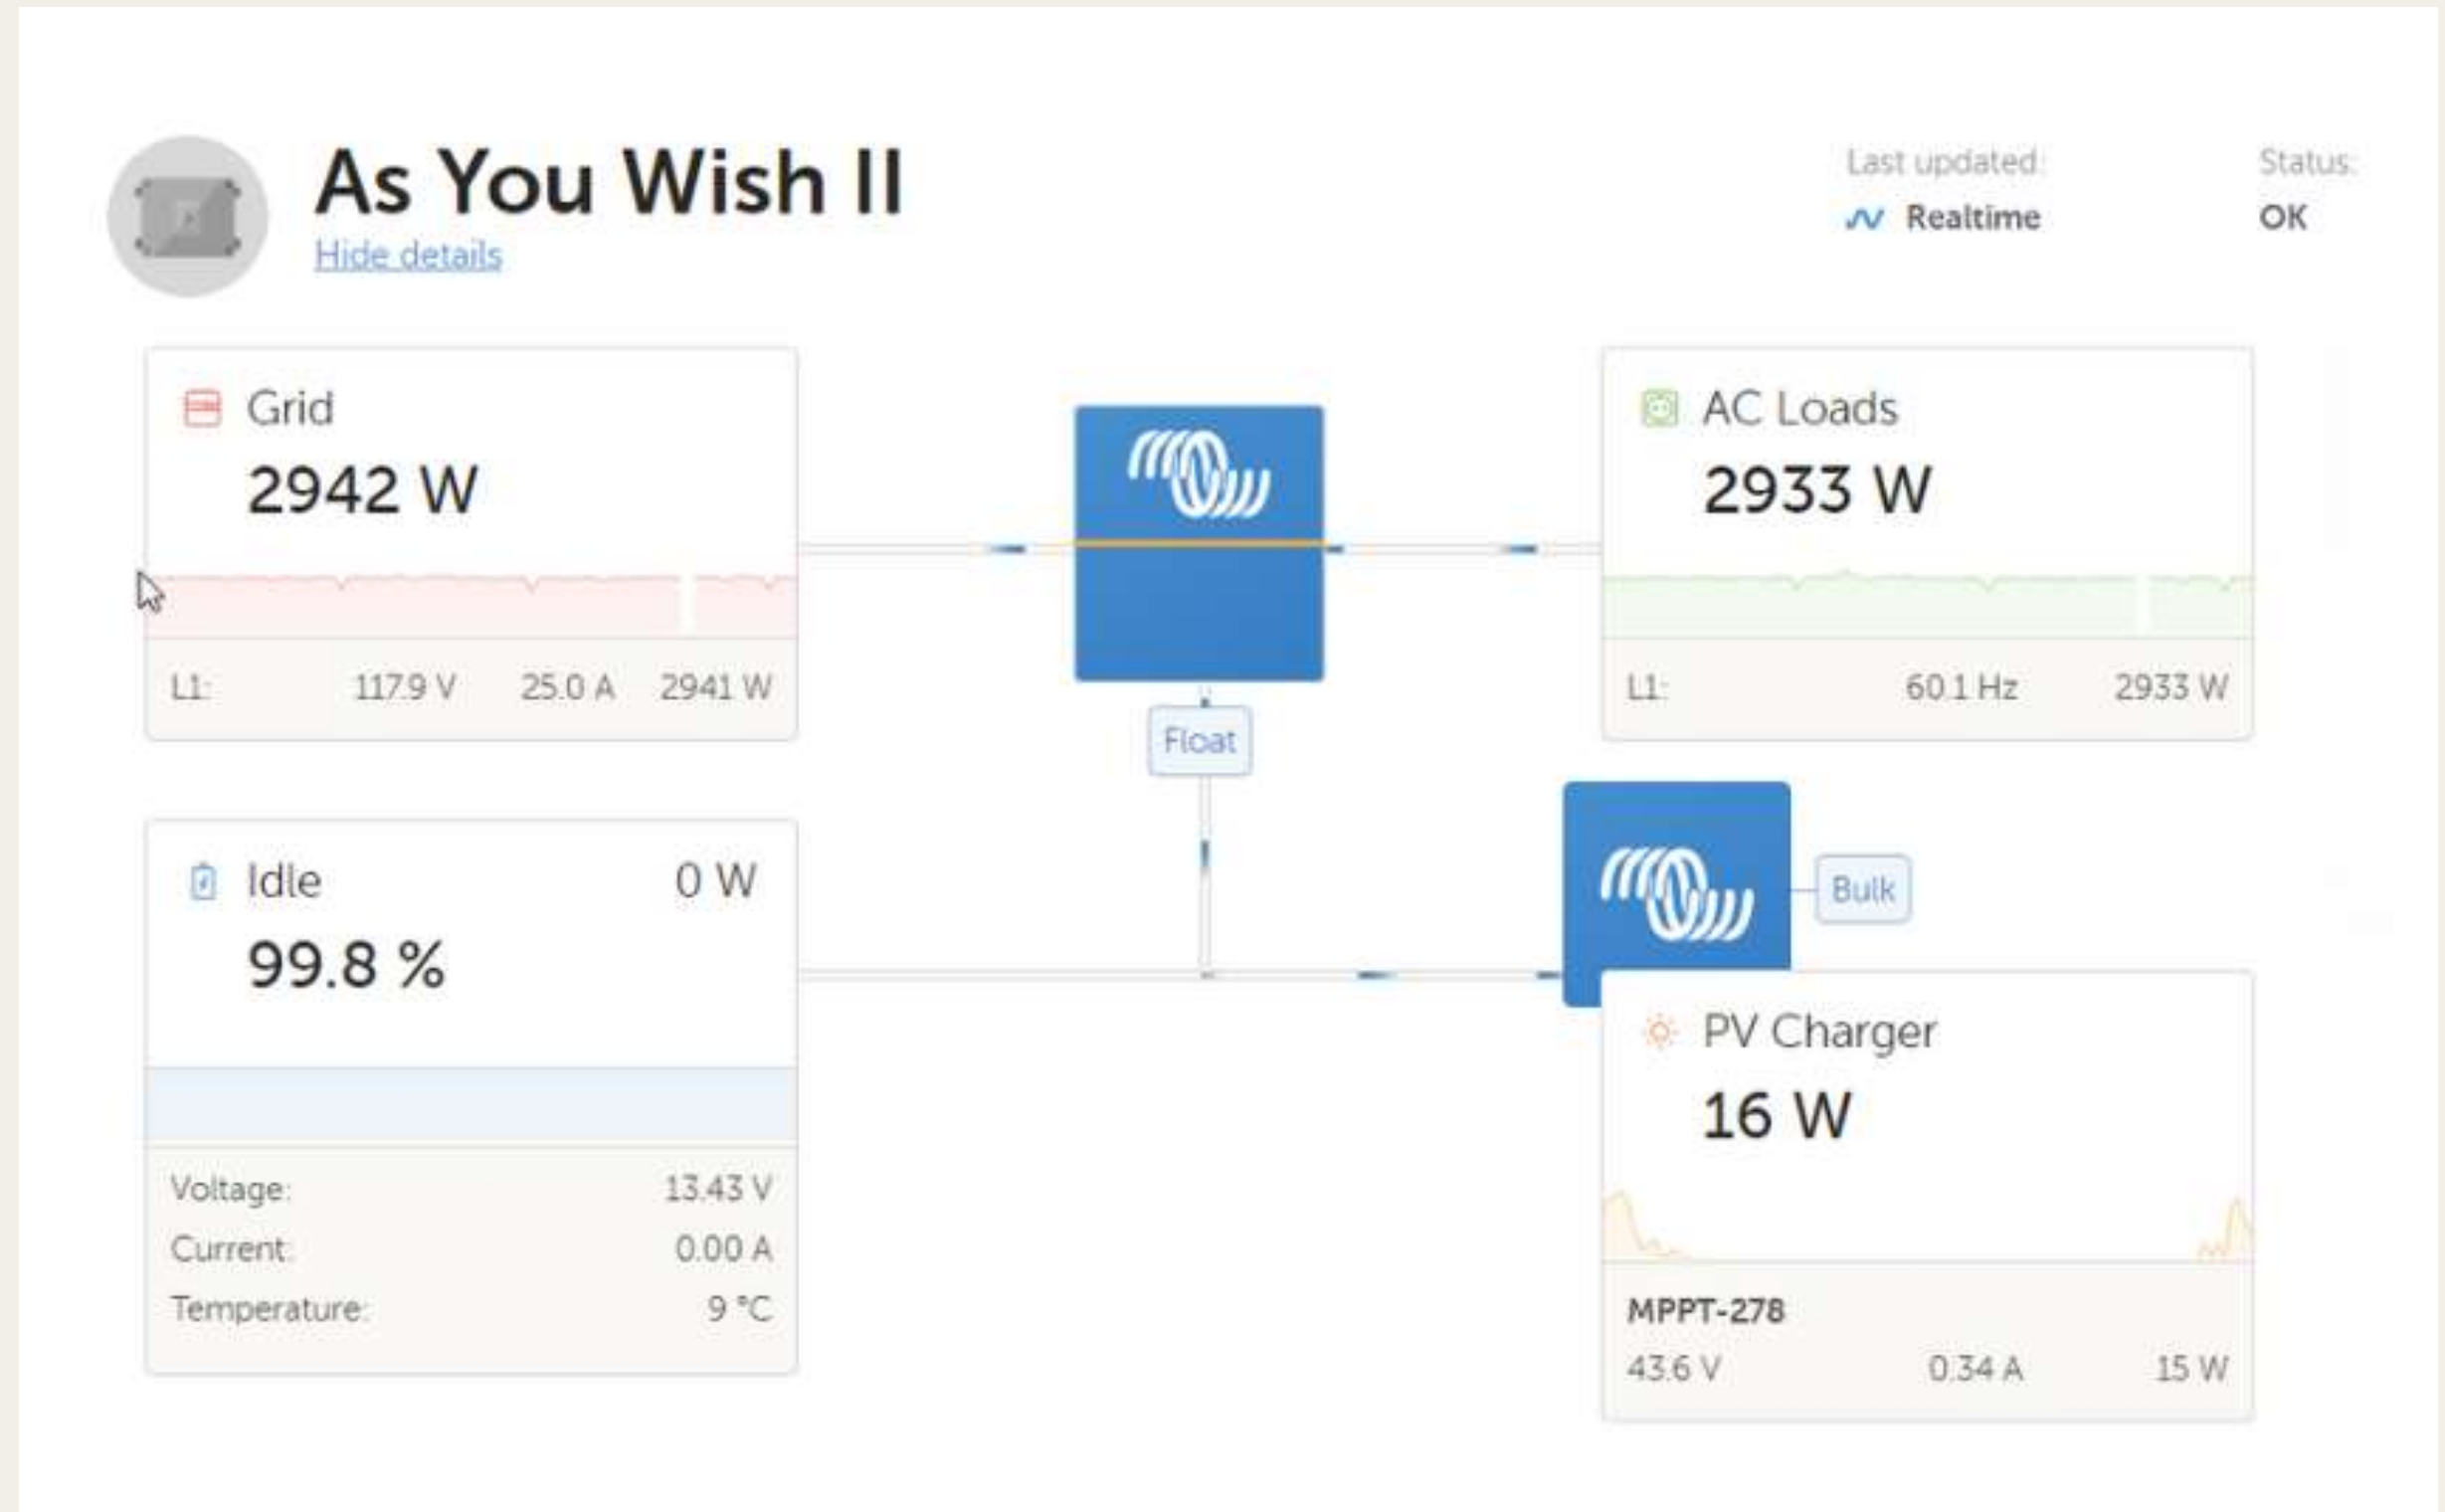 As You Wish II
Hide details
Last updated:
Realtime
Status:
OK
Grid
2942 W
L1: 117.9 V 25.0 A 2941 W
AC Loads
2933 W
L1: 60.1 Hz 2933 W
Float
Idle 0 W
99.8 %
Voltage: 13.43 V
Current: 0.00 A
Temperature: 9 °C
Bulk
PV Charger
16 W
MPPT-278
43.6 V 0.34 A 15 W